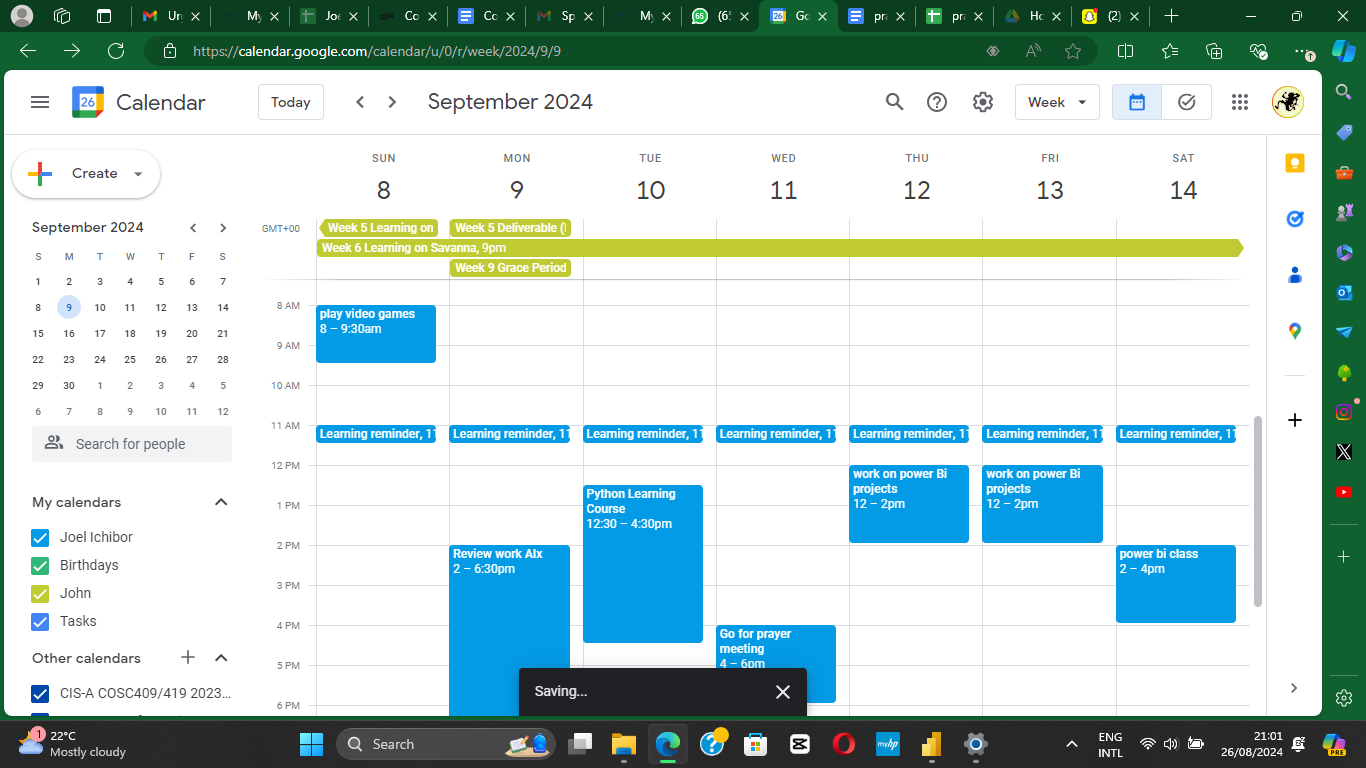 Ur
My
Joe
Co
Co
Sp
My
(65
Gc
pra
pra
Ho
(2)
https://calendar.google.com/calendar/u/0/r/week/2024/9/9
26
Calendar
Today
September 2024
Week
Create
SUN
MON
TUE
WED
THU
FRI
SAT
8
9
10
11
12
13
14
September 2024
S M T W T F S
1 2 3 4 5 6 7
8 9 10 11 12 13 14
15 16 17 18 19 20 21
22 23 24 25 26 27 28
29 30 1 2 3 4 5
6 7 8 9 10 11 12
Search for people
My calendars
Joel Ichibor
Birthdays
John
Tasks
Other calendars
CIS-A COSC409/419 2023...
GMT+00
Week 5 Learning on
Week 5 Deliverable (
Week 6 Learning on Savanna, 9pm
Week 9 Grace Period
8 AM
9 AM
10 AM
11 AM
12 PM
1 PM
2 PM
3 PM
4 PM
5 PM
6 PM
play video games
8 – 9:30am
Learning reminder, 11
Learning reminder, 11
Learning reminder, 11
Learning reminder, 11
Learning reminder, 11
Learning reminder, 11
Learning reminder, 11
Review work Alx
2 – 6:30pm
Python Learning
Course
12:30 – 4:30pm
Go for prayer
meeting
4 – 6pm
work on power Bi
projects
12 – 2pm
work on power Bi
projects
12 – 2pm
power bi class
2 – 4pm
Saving...
1
22°C
Mostly cloudy
Search
myhp
ENG
INTL
21:01
26/08/2024
PRE